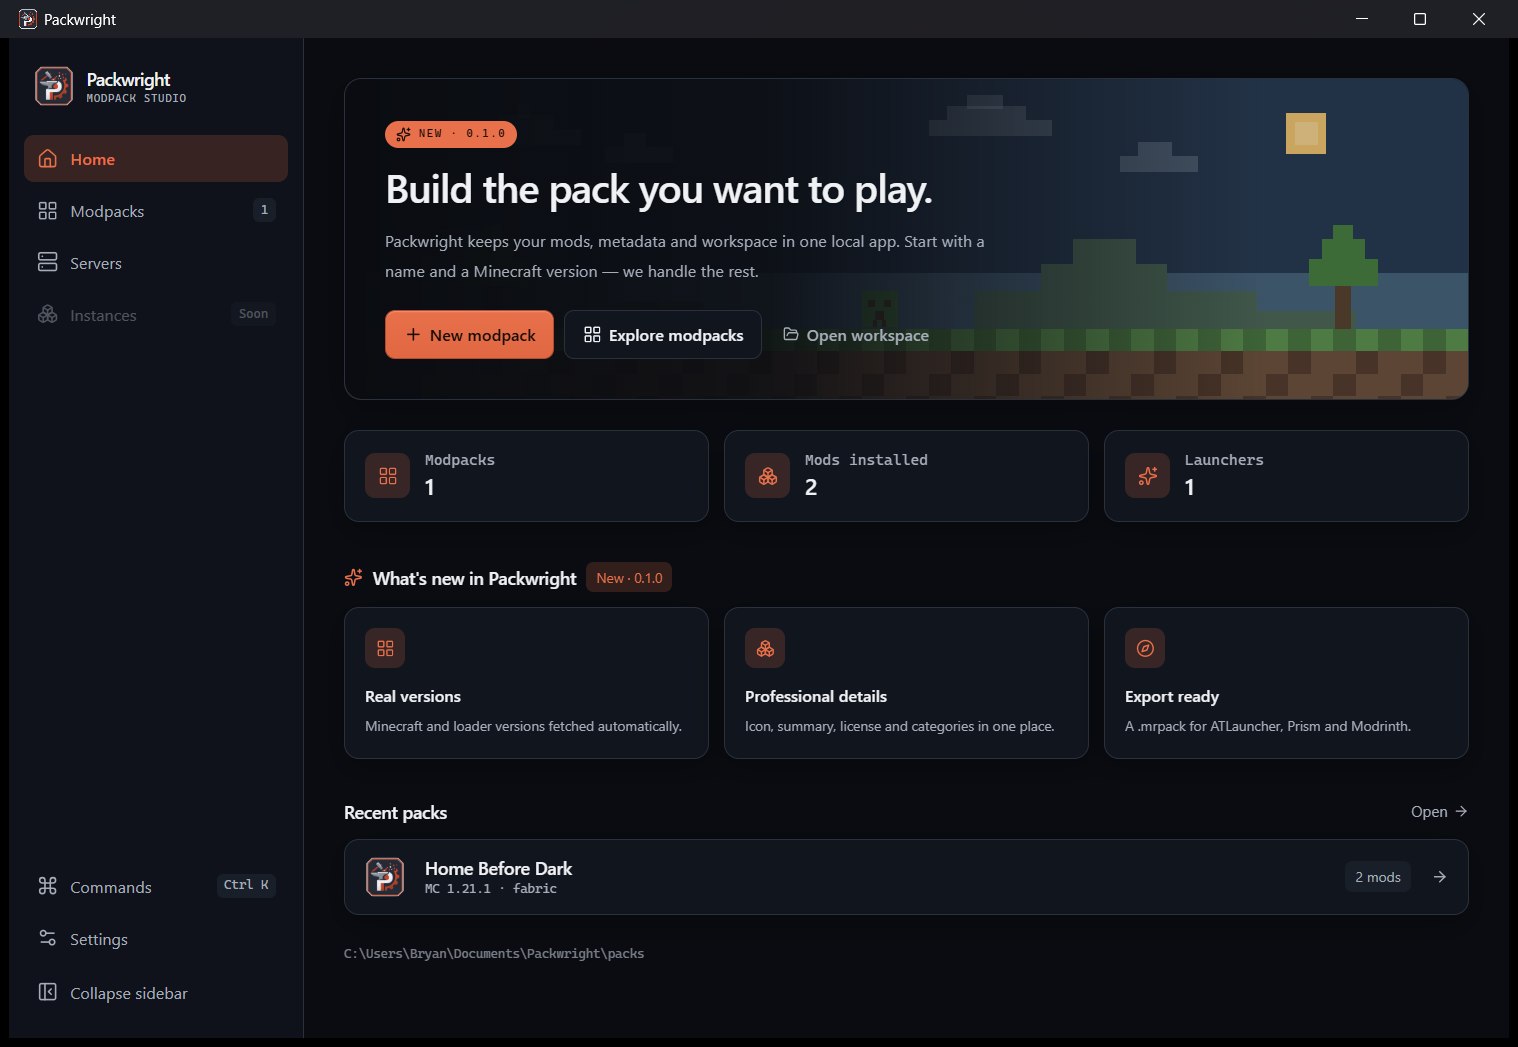 Packwright
Packwright
MODPACK STUDIO
Home
Modpacks 1
Servers
Instances Soon
Commands Ctrl K
Settings
Collapse sidebar
NEW · 0.1.0
Build the pack you want to play.
Packwright keeps your mods, metadata and workspace in one local app. Start with a
name and a Minecraft version — we handle the rest.
New modpack Explore modpacks Open workspace
Modpacks
1
Mods installed
2
Launchers
1
What's new in Packwright New · 0.1.0
Real versions
Minecraft and loader versions fetched automatically.
Professional details
Icon, summary, license and categories in one place.
Export ready
A .mrpack for ATLauncher, Prism and Modrinth.
Recent packs Open
Home Before Dark
MC 1.21.1 · fabric
2 mods
C:\Users\Bryan\Documents\Packwright\packs